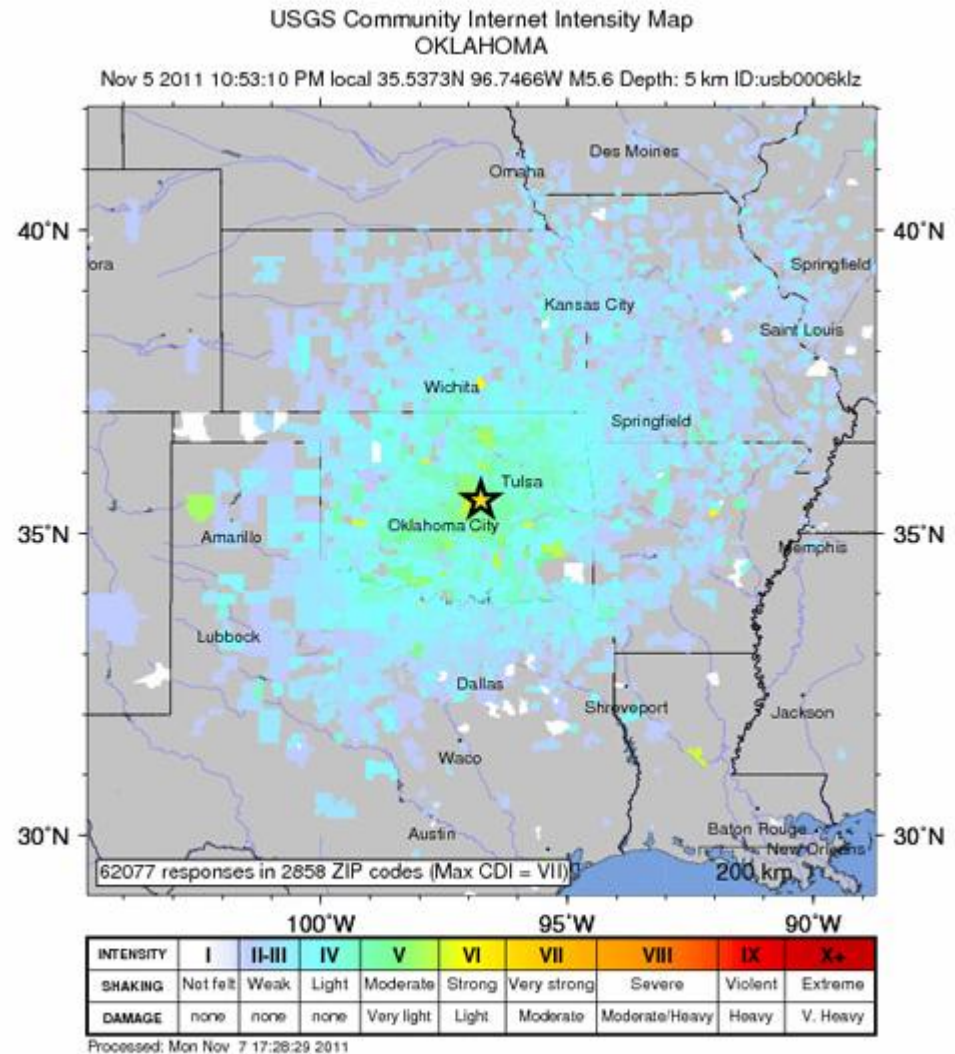 USGS Community Internet Intensity Map
OKLAHOMA
Nov 5 2011 10:53:10 PM local 35.5373N 96.7466W M5.6 Depth: 5 km ID:usb0006klz
Des Moines
Omaha
40˚N 40˚N
ora
Springfield
Kansas City
Saint Louis
Wichita
Springfield
Tulsa
Oklahoma City
35˚N 35˚N
Amarillo
Memphis
Lubbock
Dallas
Shreveport
Jackson
Waco
30˚N 30˚N
Austin
Baton Rouge
New Orleans
62077 responses in 2858 ZIP codes (Max CDI = VII)
200 km
100˚W 95˚W 90˚W
INTENSITY I II-III IV V VI VII VIII IX X+
SHAKING Not felt Weak Light Moderate Strong Very strong Severe Violent Extreme
DAMAGE none none none Very light Light Moderate Moderate/Heavy Heavy V. Heavy
Processed: Mon Nov 7 17:28:29 2011